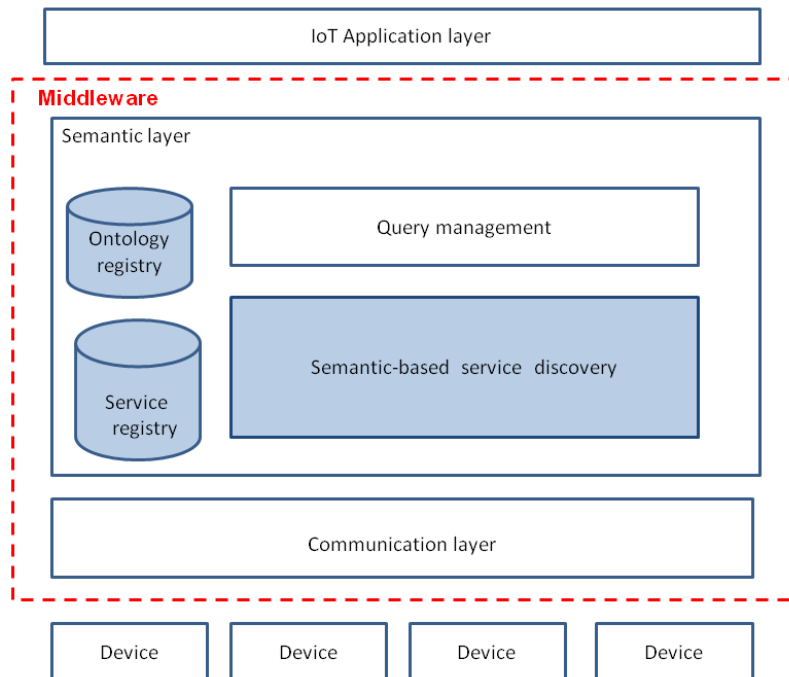 IoT Application layer
Middleware
Semantic layer
Ontology
registry
Query management
Semantic-based service discovery
Service
registry
Communication layer
Device
Device
Device
Device